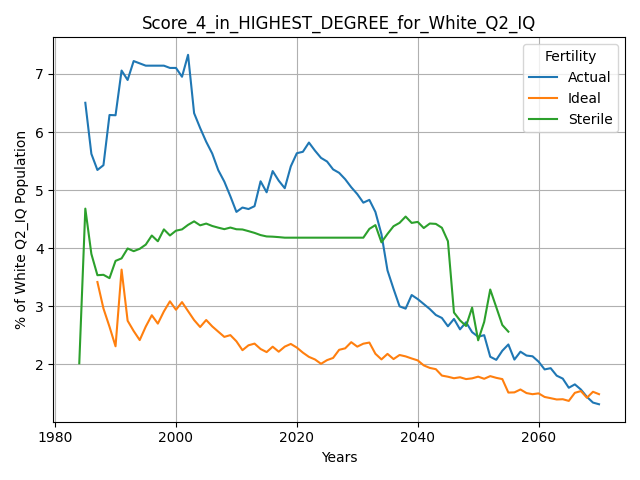 Score_4_in_HIGHEST_DEGREE_for_White_Q2_IQ
Fertility
Actual
Ideal
Sterile
% of White Q2_IQ Population
7
6
5
4
3
2
1980
2000
2020
2040
2060
Years